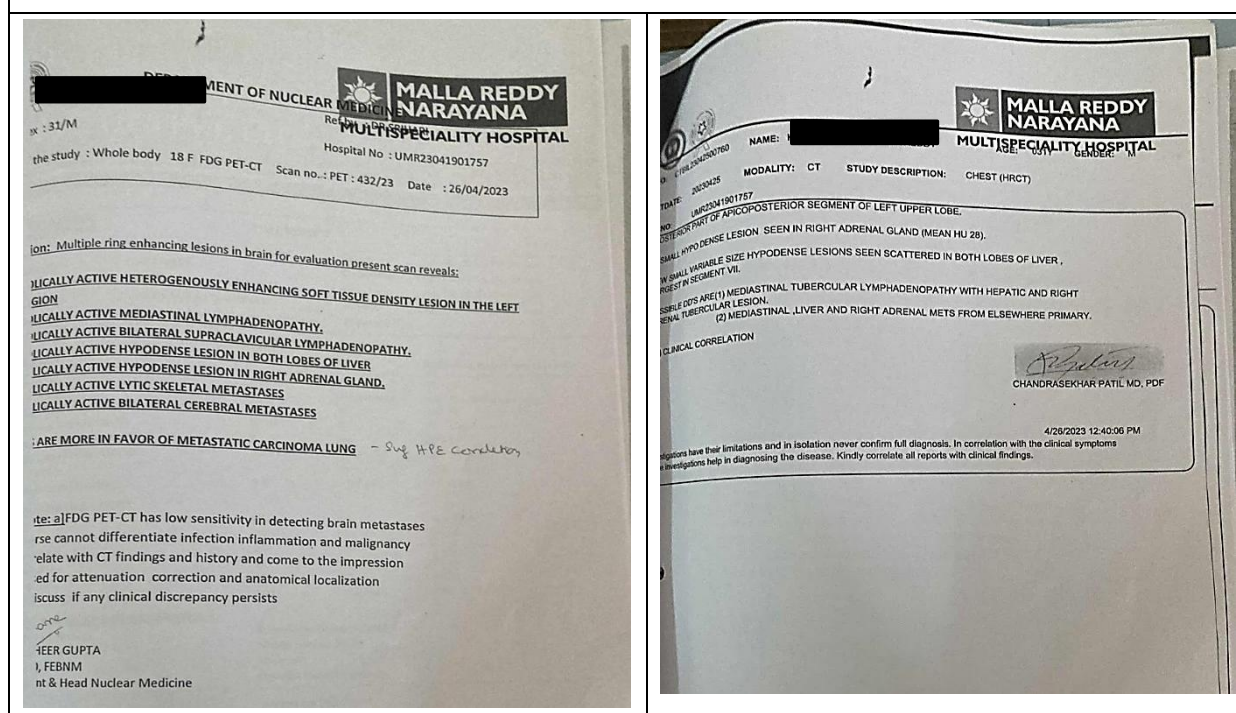 MENT OF NUCLEAR MEDICINE
MALLA REDDY
NARAYANA
MULTISPECIALITY HOSPITAL
: 31/M
Hospital No : UMR23041901757
the study : Whole body 18 F FDG PET-CT Scan no.: PET : 432/23 Date : 26/04/2023
ion: Multiple ring enhancing lesions in brain for evaluation present scan reveals:
LICALLY ACTIVE HETEROGENOUSLY ENHANCING SOFT TISSUE DENSITY LESION IN THE LEFT
GION
LICALLY ACTIVE MEDIASTINAL LYMPHADENOPATHY.
LICALLY ACTIVE BILATERAL SUPRACLAVICULAR LYMPHADENOPATHY.
LICALLY ACTIVE HYPODENSE LESION IN BOTH LOBES OF LIVER
LICALLY ACTIVE HYPODENSE LESION IN RIGHT ADRENAL GLAND.
LICALLY ACTIVE LYTIC SKELETAL METASTASES
LICALLY ACTIVE BILATERAL CEREBRAL METASTASES
ARE MORE IN FAVOR OF METASTATIC CARCINOMA LUNG - Sug HPE
te: a]FDG PET-CT has low sensitivity in detecting brain metastases
rse cannot differentiate infection inflammation and malignancy
elate with CT findings and history and come to the impression
ed for attenuation correction and anatomical localization
iscuss if any clinical discrepancy persists
HEER GUPTA
), FEBNM
nt & Head Nuclear Medicine
MALLA REDDY
NARAYANA
MULTISPECIALITY HOSPITAL
NAME:
AGE: 031Y GENDER: M
MODALITY: CT STUDY DESCRIPTION: CHEST (HRCT)
TDATE: 20230425
NO: UMR23041901757
OSTERIOR PART OF APICOPOSTERIOR SEGMENT OF LEFT UPPER LOBE.
SMALL HYPO DENSE LESION SEEN IN RIGHT ADRENAL GLAND (MEAN HU 28).
W SMALL VARIABLE SIZE HYPODENSE LESIONS SEEN SCATTERED IN BOTH LOBES OF LIVER ,
RGEST IN SEGMENT VII.
SSIBLE DD'S ARE(1) MEDIASTINAL TUBERCULAR LYMPHADENOPATHY WITH HEPATIC AND RIGHT
RENAL TUBERCULAR LESION.
(2) MEDIASTINAL ,LIVER AND RIGHT ADRENAL METS FROM ELSEWHERE PRIMARY.
CLINICAL CORRELATION
CHANDRASEKHAR PATIL MD, PDF
4/26/2023 12:40:06 PM
stigations have their limitations and in isolation never confirm full diagnosis. In correlation with the clinical symptoms
investigations help in diagnosing the disease. Kindly correlate all reports with clinical findings.